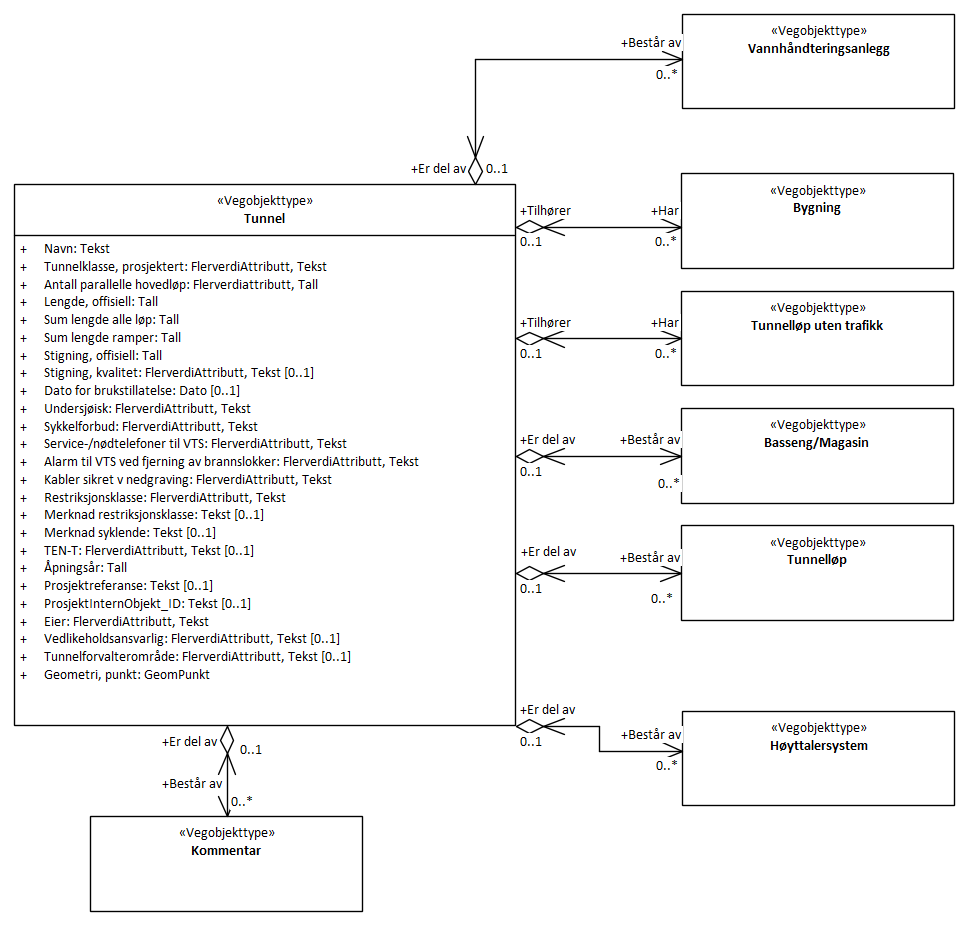 +Består av
0..*
«Vegobjekttype»
Vannhåndteringsanlegg
+Er del av
0..1
«Vegobjekttype»
Tunnel
+ Navn: Tekst
+ Tunnelklasse, prosjektert: FlerverdiAttributt, Tekst
+ Antall parallelle hovedløp: Flerverdiattributt, Tall
+ Lengde, offisiell: Tall
+ Sum lengde alle løp: Tall
+ Sum lengde ramper: Tall
+ Stigning, offisiell: Tall
+ Stigning, kvalitet: FlerverdiAttributt, Tekst [0..1]
+ Dato for brukstillatelse: Dato [0..1]
+ Undersjøisk: FlerverdiAttributt, Tekst
+ Sykkelforbud: FlerverdiAttributt, Tekst
+ Service-/nødtelefoner til VTS: FlerverdiAttributt, Tekst
+ Alarm til VTS ved fjerning av brannslokker: FlerverdiAttributt, Tekst
+ Kabler sikret v nedgraving: FlerverdiAttributt, Tekst
+ Restriksjonsklasse: FlerverdiAttributt, Tekst
+ Merknad restriksjonsklasse: Tekst [0..1]
+ Merknad syklende: Tekst [0..1]
+ TEN-T: FlerverdiAttributt, Tekst [0..1]
+ Åpningsår: Tall
+ Prosjektreferanse: Tekst [0..1]
+ ProsjektInternObjekt_ID: Tekst [0..1]
+ Eier: FlerverdiAttributt, Tekst
+ Vedlikeholdsansvarlig: FlerverdiAttributt, Tekst [0..1]
+ Tunnelforvalterområde: FlerverdiAttributt, Tekst [0..1]
+ Geometri, punkt: GeomPunkt
+Tilhører
0..1
+Har
0..*
«Vegobjekttype»
Bygning
+Tilhører
0..1
+Har
0..*
«Vegobjekttype»
Tunnelløp uten trafikk
+Er del av
0..1
+Består av
0..*
«Vegobjekttype»
Basseng/Magasin
+Er del av
0..1
+Består av
0..*
«Vegobjekttype»
Tunnelløp
+Er del av
0..1
+Består av
0..*
«Vegobjekttype»
Høyttalersystem
+Er del av
0..1
+Består av
0..*
«Vegobjekttype»
Kommentar